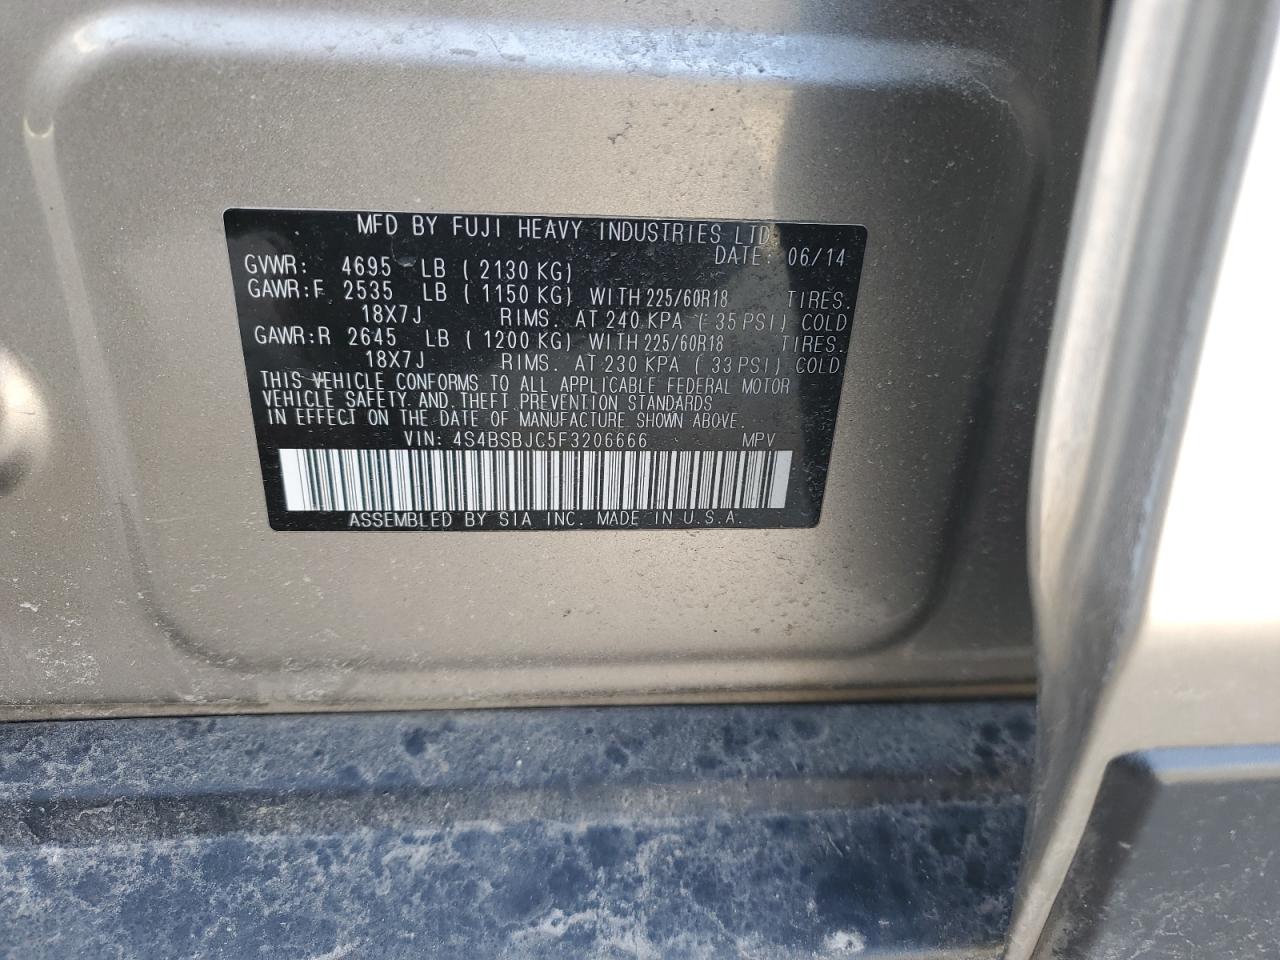 MFD BY FUJI HEAVY INDUSTRIES LTD.
DATE: 06/14
GVWR: 4695 LB ( 2130 KG)
GAWR:F 2535 LB ( 1150 KG) WITH 225/60R18 TIRES.
18X7J RIMS. AT 240 KPA ( 35 PSI) COLD
GAWR:R 2645 LB ( 1200 KG) WITH 225/60R18 TIRES.
18X7J RIMS. AT 230 KPA ( 33 PSI) COLD
THIS VEHICLE CONFORMS TO ALL APPLICABLE FEDERAL MOTOR
VEHICLE SAFETY. AND. THEFT PREVENTION STANDARDS
IN EFFECT ON THE DATE OF MANUFACTURE SHOWN ABOVE.
VIN: 4S4BSBJC5F3206666 MPV
ASSEMBLED BY SIA INC. MADE IN U.S.A.